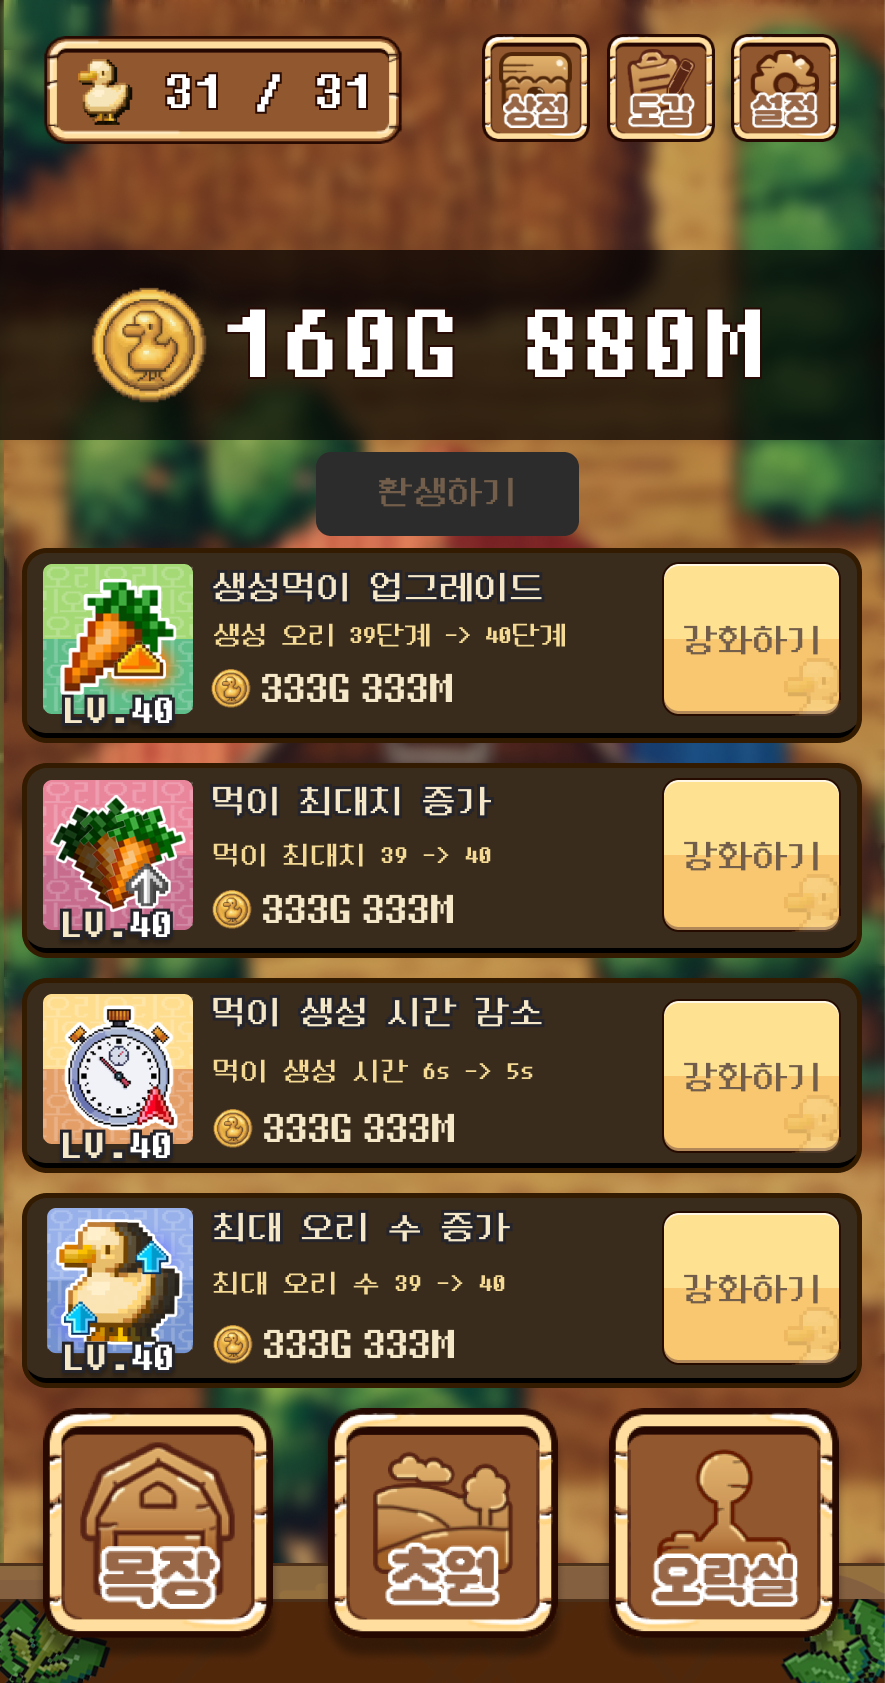 31 / 31
상점
도감
설정
160G 880M
환생하기
생성먹이 업그레이드
생성 오리 39단계 -> 40단계
333G 333M
강화하기
LV.40
먹이 최대치 증가
먹이 최대치 39 -> 40
333G 333M
강화하기
LV.40
먹이 생성 시간 감소
먹이 생성 시간 6s -> 5s
333G 333M
강화하기
LV.40
최대 오리 수 증가
최대 오리 수 39 -> 40
333G 333M
강화하기
LV.40
목장
초원
오락실